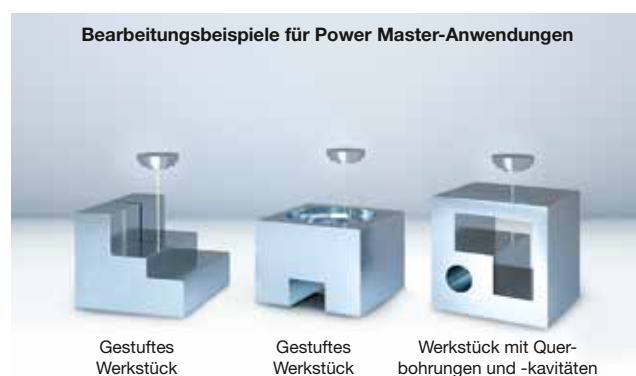 Bearbeitungsbeispiele für Power Master-Anwendungen
Gestuftes
Werkstück
Gestuftes
Werkstück
Werkstück mit Quer-
bohrungen und -kavitäten